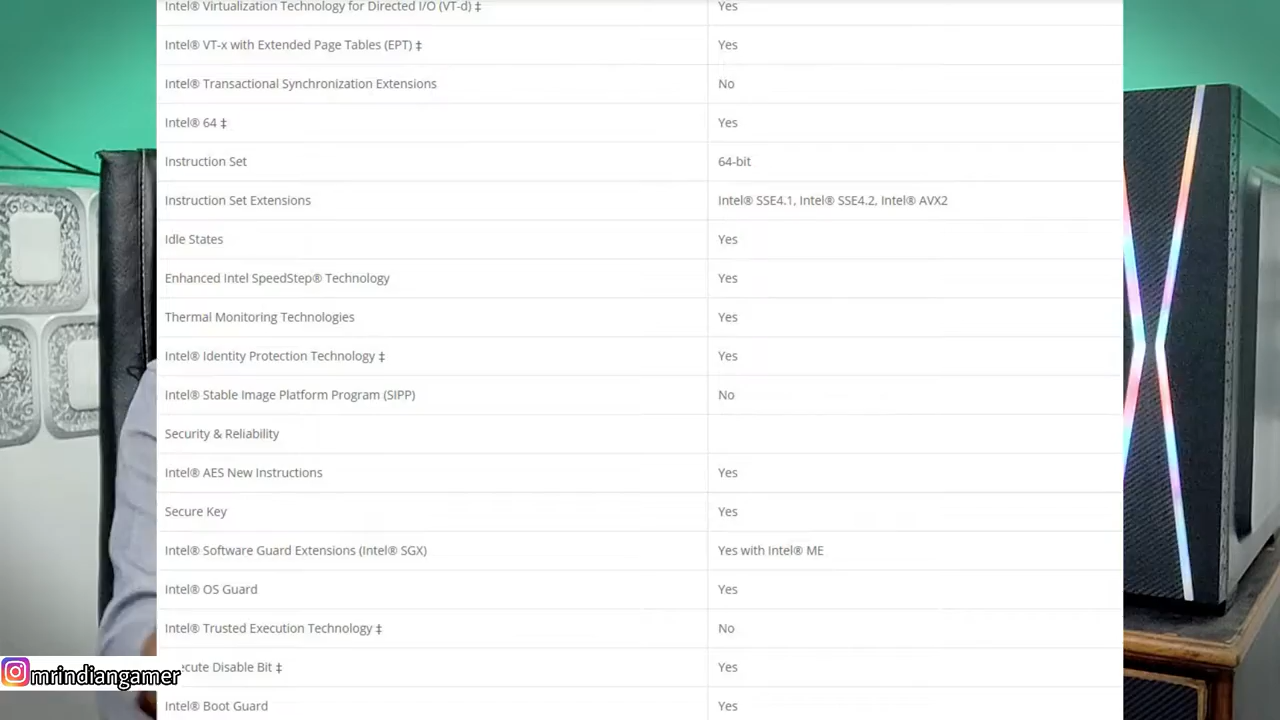 Intel® Virtualization Technology for Directed I/O (VT-d) ‡ Yes
Intel® VT-x with Extended Page Tables (EPT) ‡ Yes
Intel® Transactional Synchronization Extensions No
Intel® 64 ‡ Yes
Instruction Set 64-bit
Instruction Set Extensions Intel® SSE4.1, Intel® SSE4.2, Intel® AVX2
Idle States Yes
Enhanced Intel SpeedStep® Technology Yes
Thermal Monitoring Technologies Yes
Intel® Identity Protection Technology ‡ Yes
Intel® Stable Image Platform Program (SIPP) No
Security & Reliability
Intel® AES New Instructions Yes
Secure Key Yes
Intel® Software Guard Extensions (Intel® SGX) Yes with Intel® ME
Intel® OS Guard Yes
Intel® Trusted Execution Technology ‡ No
ecute Disable Bit ‡ Yes
mrindiangamer
Intel® Boot Guard Yes